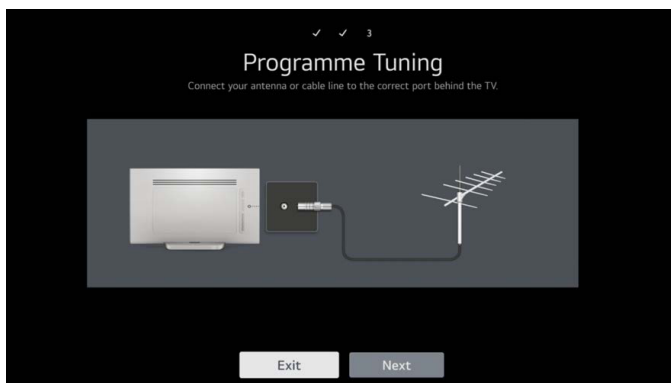 3
Programme Tuning
Connect your antenna or cable line to the correct port behind the TV.
Exit
Next